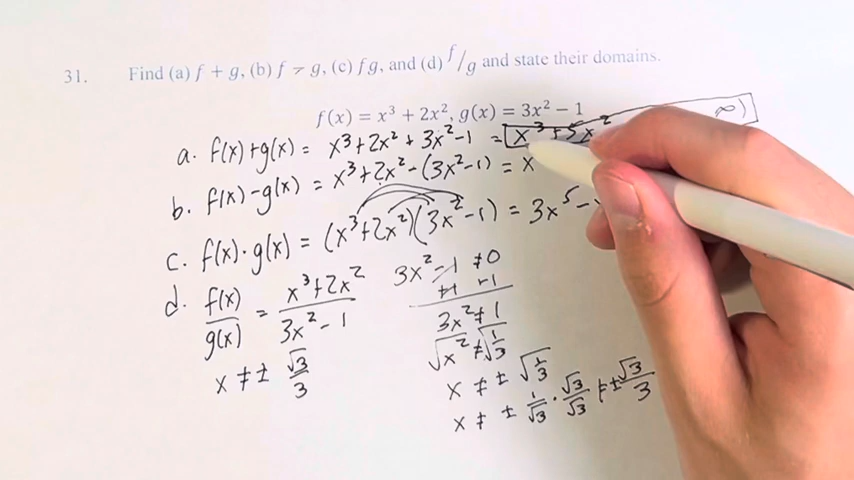 31. Find (a) f + g, (b) f - g, (c) fg, and (d) f/g and state their domains.
f(x) = x³ + 2x², g(x) = 3x² − 1
a. f(x)+g(x) = x³+2x²+3x²-1 = x³+5x² ∞)
b. f(x)-g(x) = x³+2x²-(3x²-1) = x
c. f(x)·g(x) = (x³+2x²)(3x²-1) = 3x⁵-
d. f(x)/g(x) = x³+2x²/3x²-1
x ≠ ± √3/3
3x²-1 ≠0
+1 +1
3x²≠1
√x² ≠ √1/3
x ≠ ± √1/3
x ≠ ± 1/√3 · √3/√3 ≠ ± √3/3